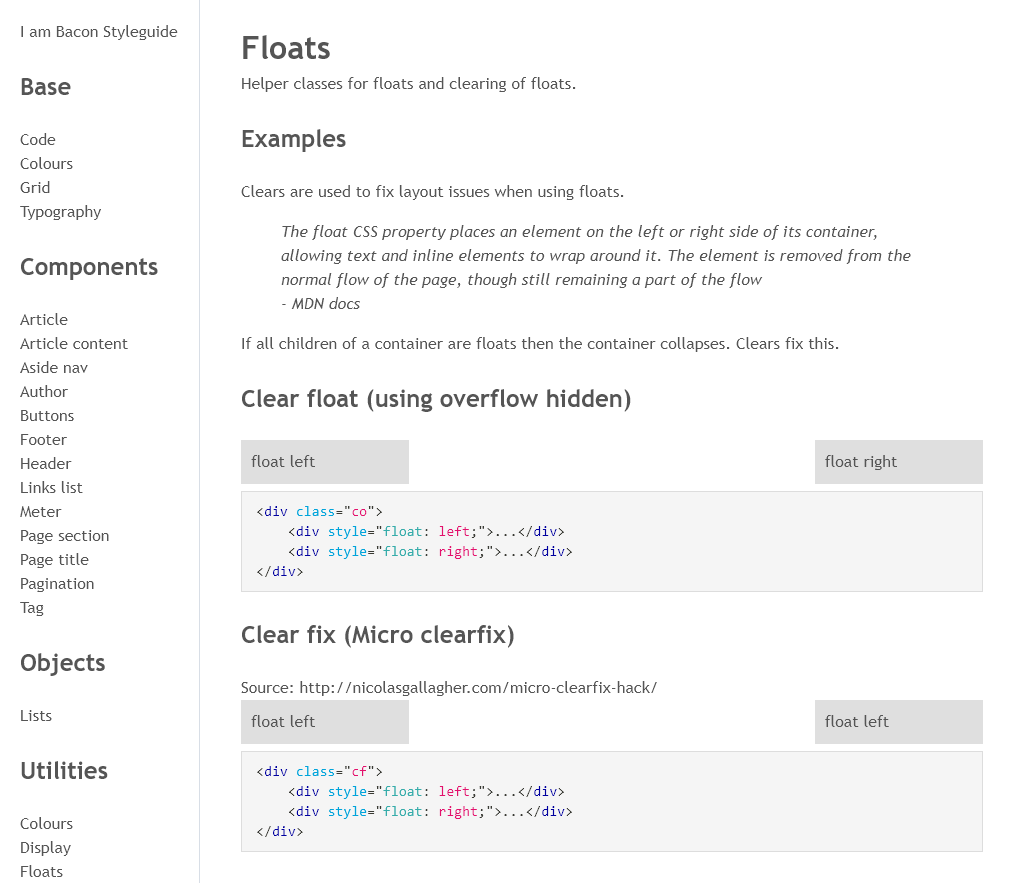 I am Bacon Styleguide
Base
Code
Colours
Grid
Typography
Components
Article
Article content
Aside nav
Author
Buttons
Footer
Header
Links list
Meter
Page section
Page title
Pagination
Tag
Objects
Lists
Utilities
Colours
Display
Floats
Floats
Helper classes for floats and clearing of floats.
Examples
Clears are used to fix layout issues when using floats.
The float CSS property places an element on the left or right side of its container,
allowing text and inline elements to wrap around it. The element is removed from the
normal flow of the page, though still remaining a part of the flow
- MDN docs
If all children of a container are floats then the container collapses. Clears fix this.
Clear float (using overflow hidden)
float left float right
<div class="co">
    <div style="float: left;">...</div>
    <div style="float: right;">...</div>
</div>
Clear fix (Micro clearfix)
Source: http://nicolasgallagher.com/micro-clearfix-hack/
float left float left
<div class="cf">
    <div style="float: left;">...</div>
    <div style="float: right;">...</div>
</div>